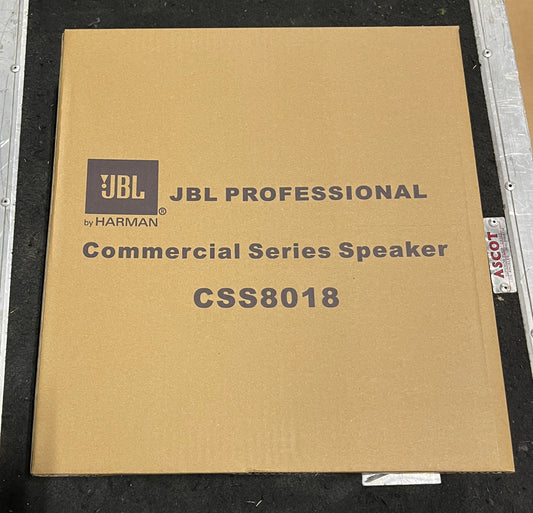 JBL
by HARMAN ®
JBL PROFESSIONAL
Commercial Series Speaker
CSS8018
ASCOT